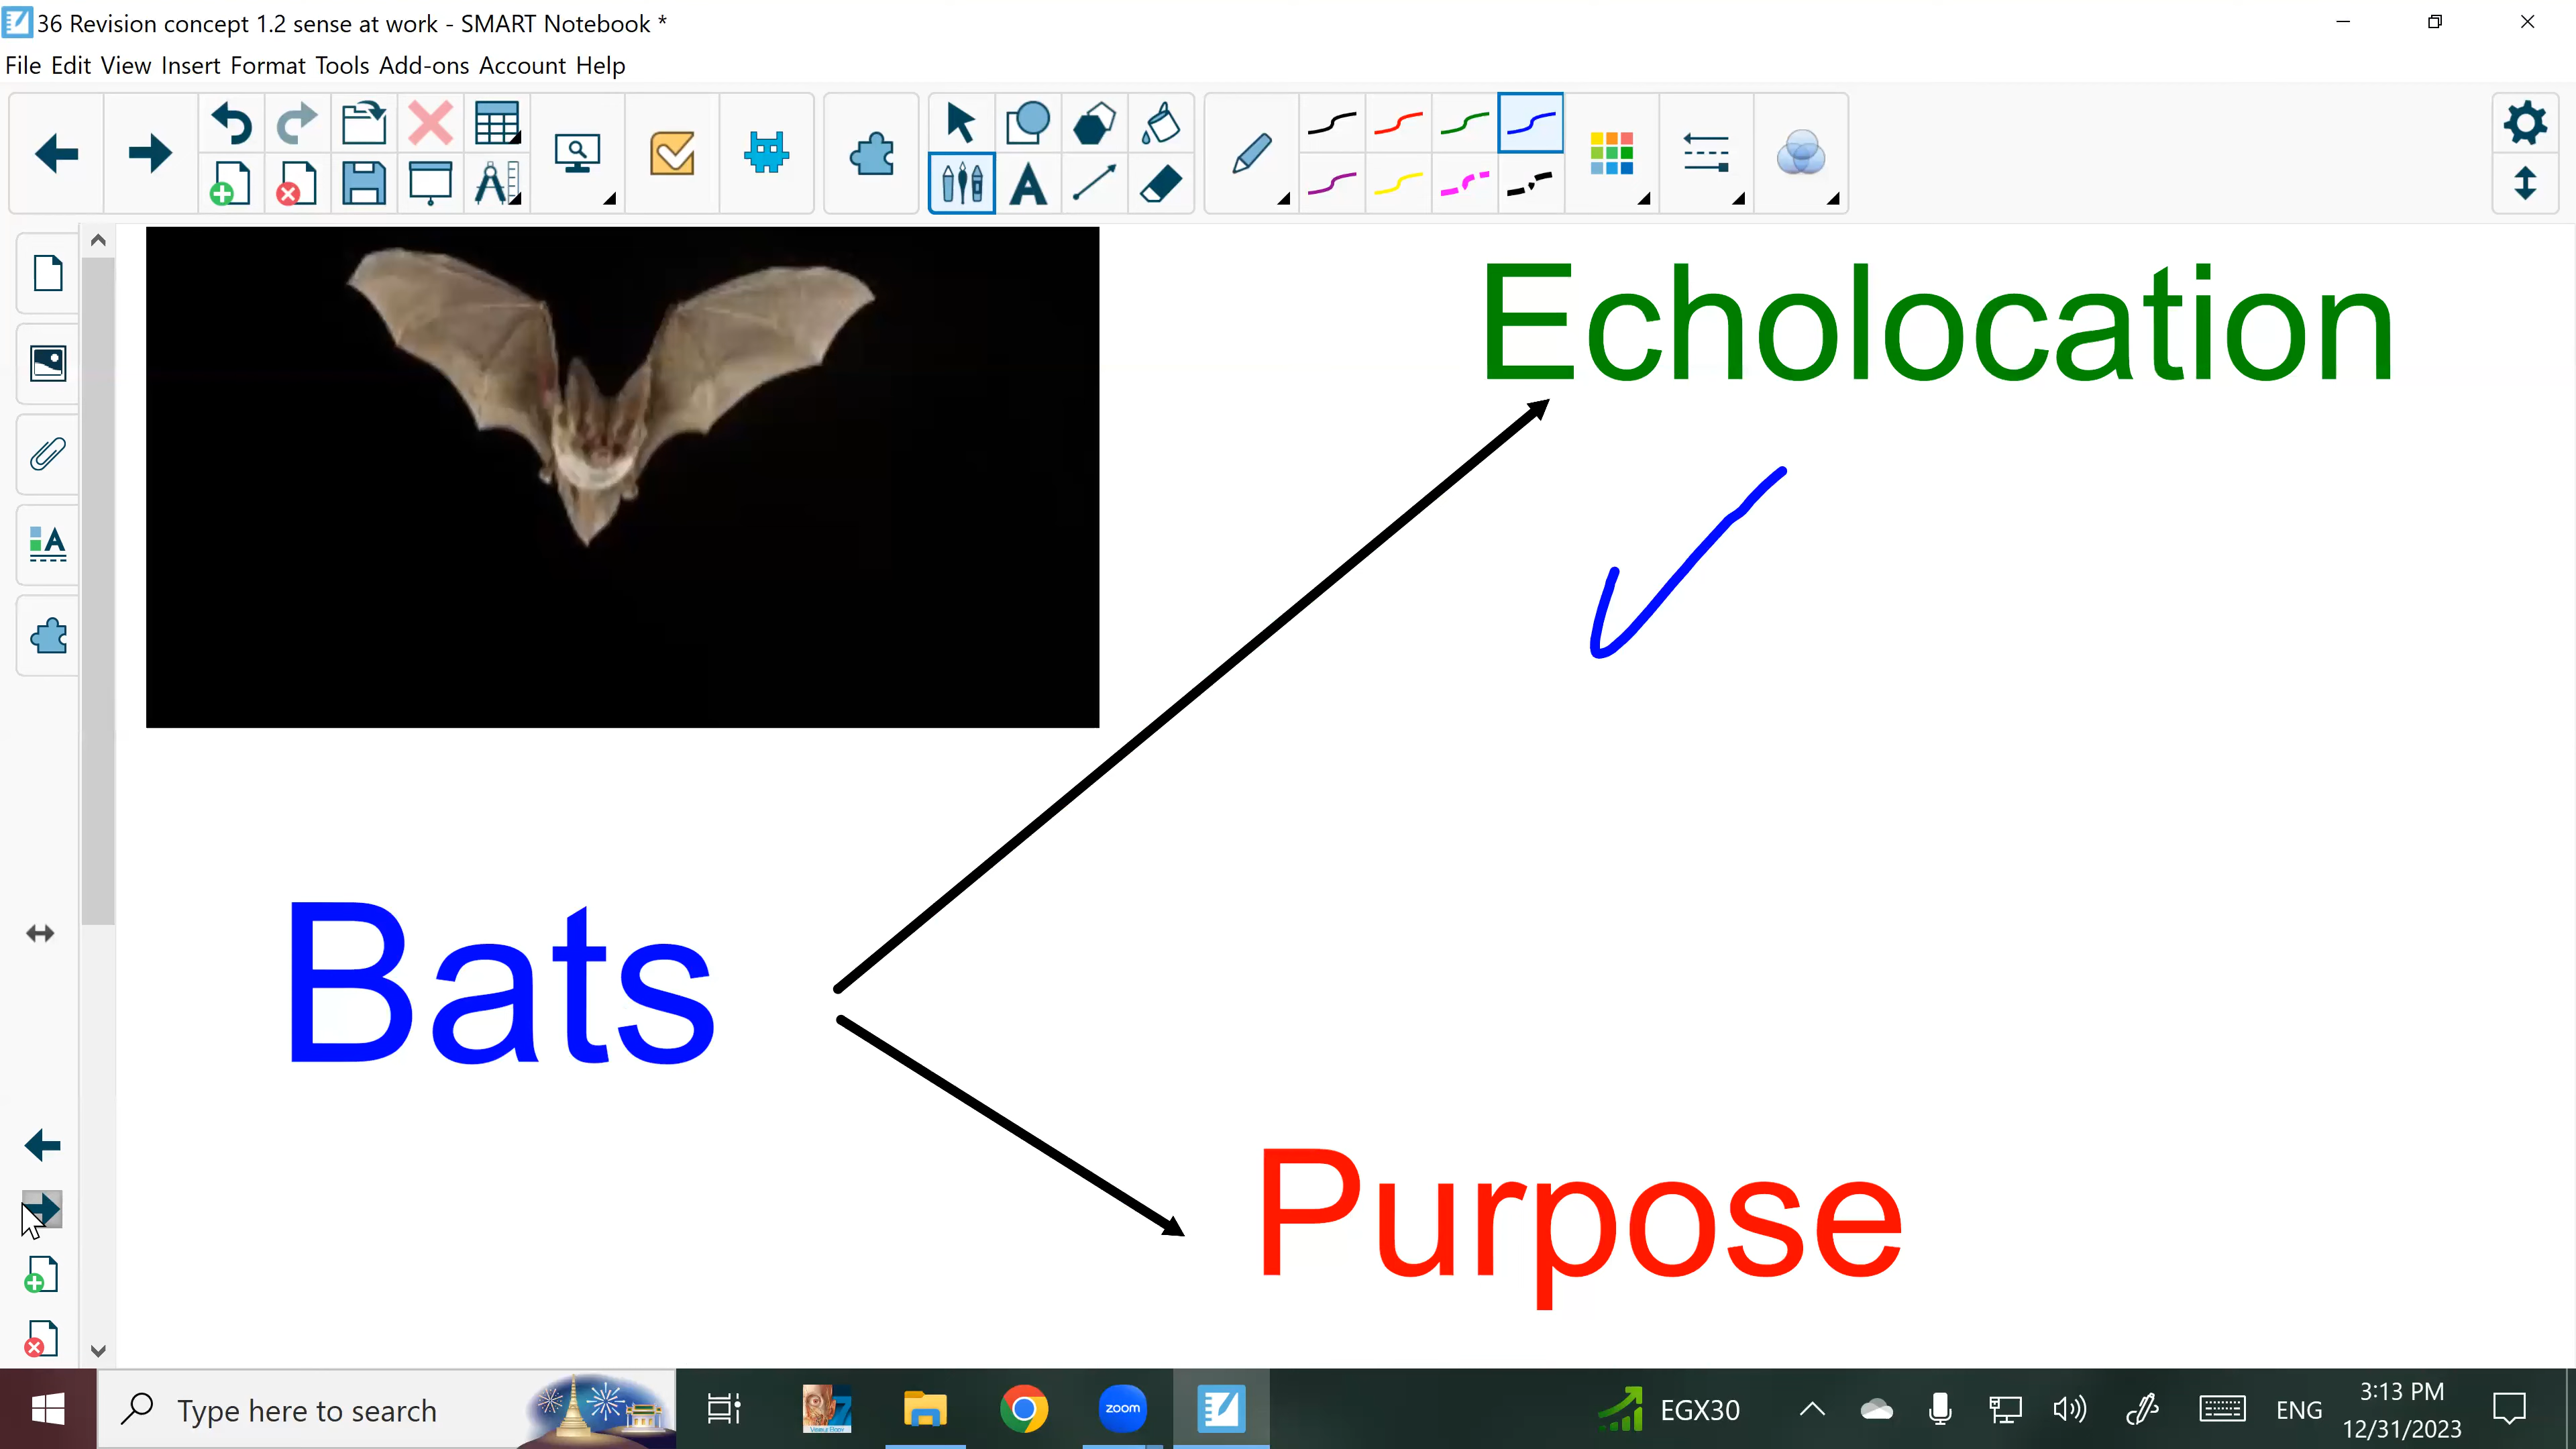 36 Revision concept 1.2 sense at work - SMART Notebook *
File Edit View Insert Format Tools Add-ons Account Help
Echolocation
Bats
Purpose
Type here to search
zoom
EGX30
ENG
3:13 PM
12/31/2023